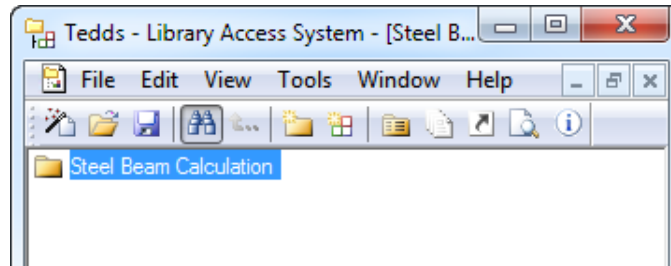 Tedds - Library Access System - [Steel B...
File Edit View Tools Window Help
Steel Beam Calculation